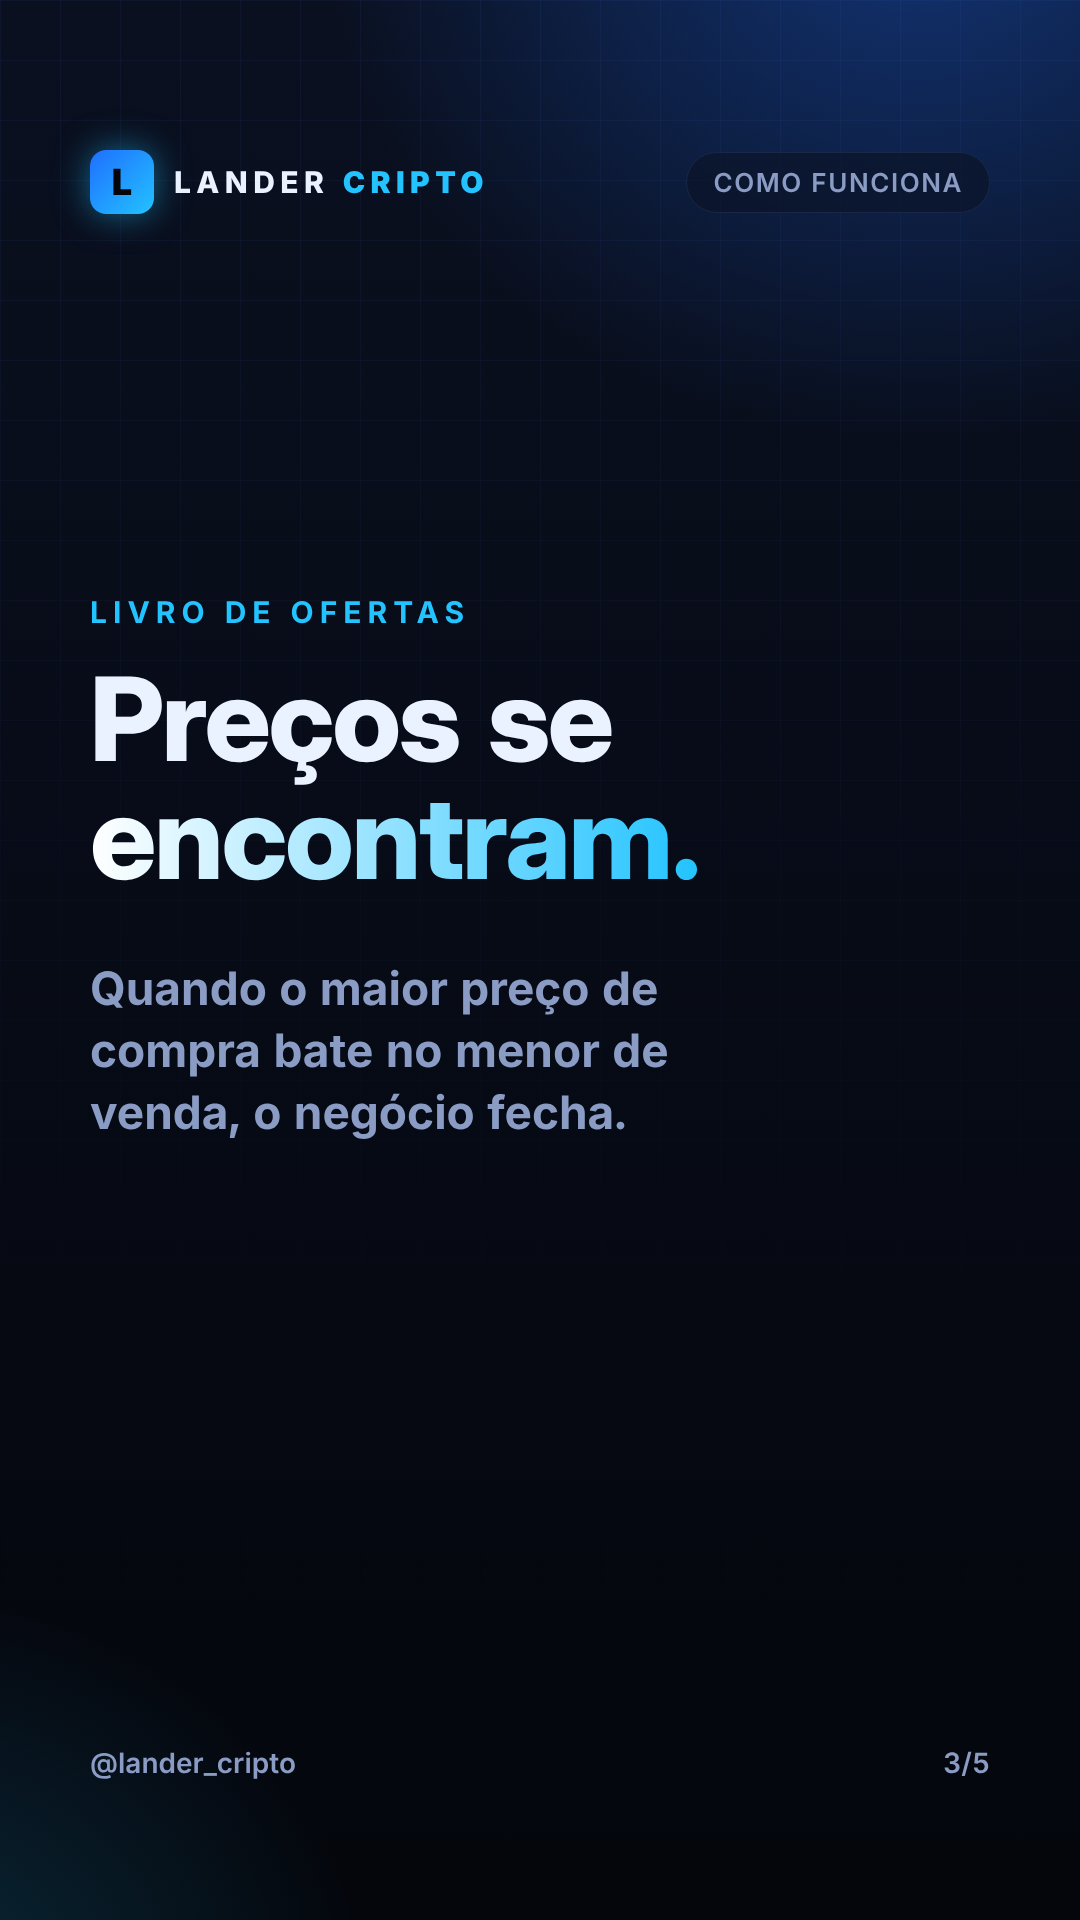 L
LANDER CRIPTO
COMO FUNCIONA
LIVRO DE OFERTAS
Preços se
encontram.
Quando o maior preço de
compra bate no menor de
venda, o negócio fecha.
@lander_cripto
3/5